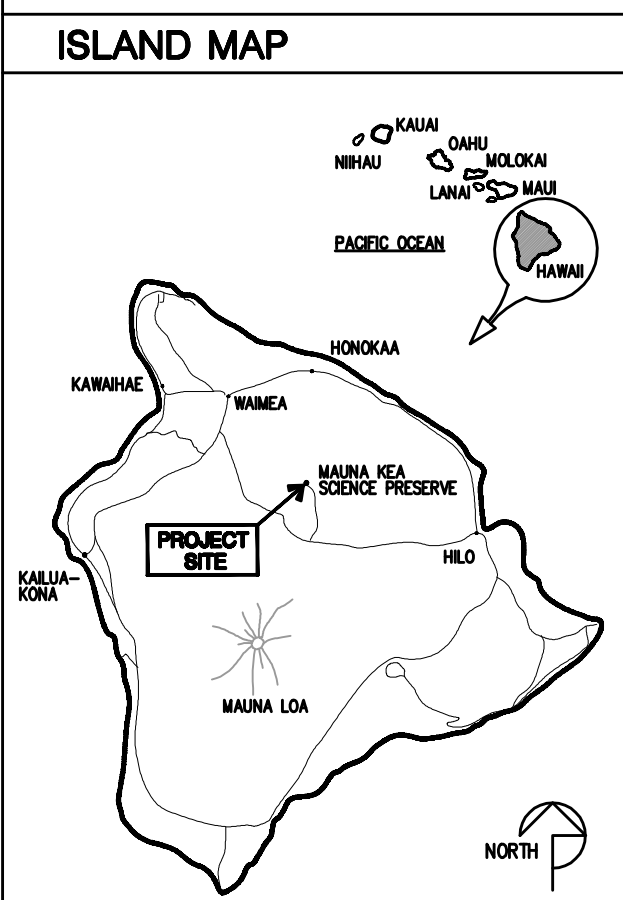 ISLAND MAP
KAUAI
NIIHAU
OAHU
MOLOKAI
LANAI
MAUI
PACIFIC OCEAN
HAWAII
HONOKAA
KAWAIHAE
WAIMEA
MAUNA KEA
SCIENCE PRESERVE
PROJECT
SITE
HILO
KAILUA-
KONA
MAUNA LOA
NORTH